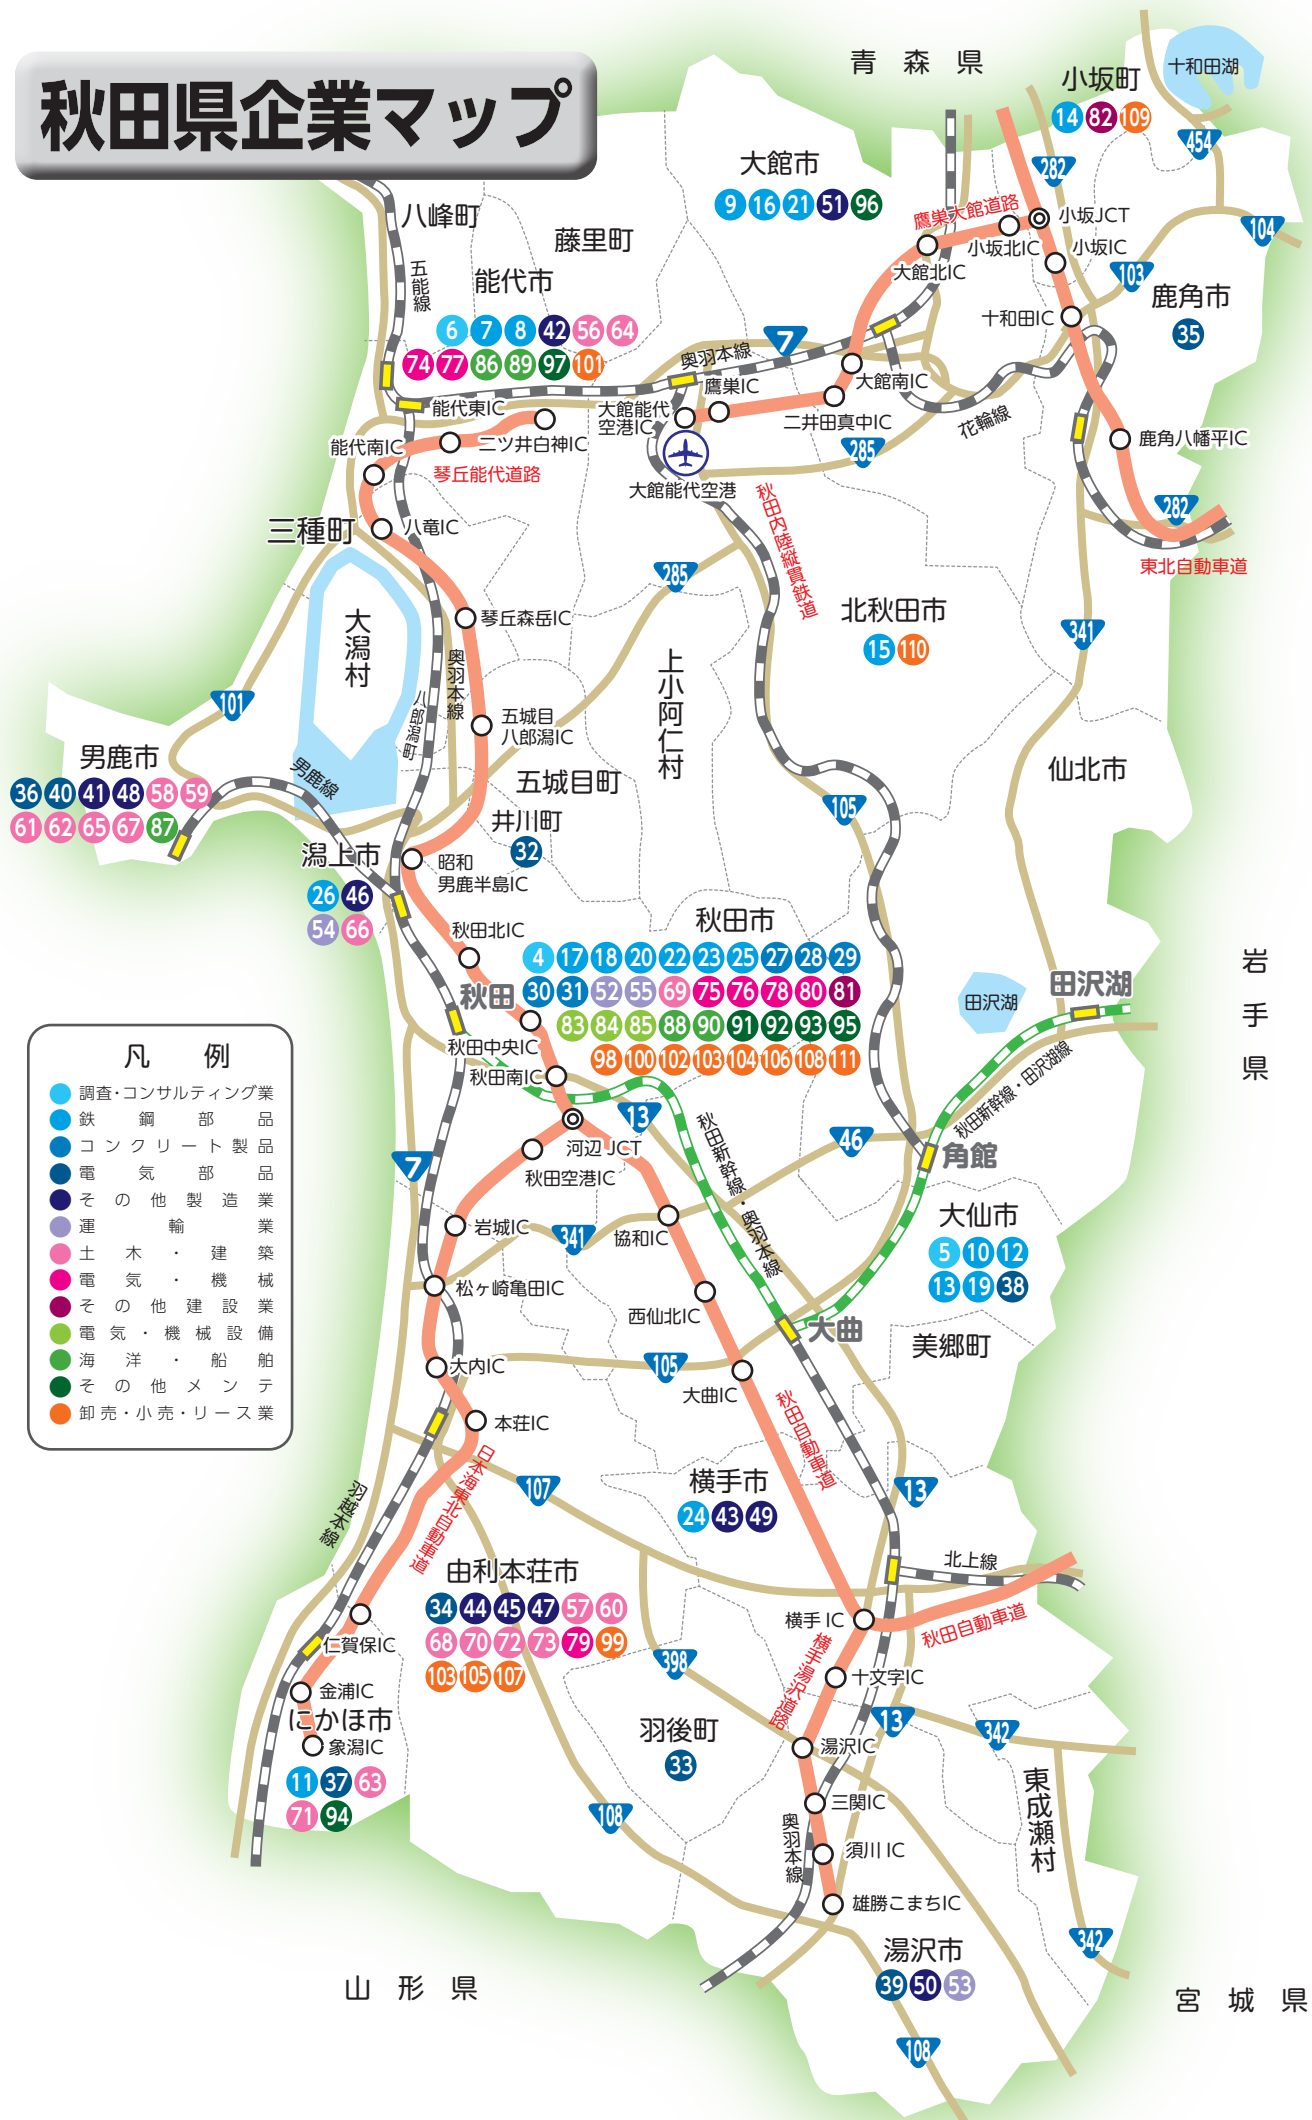 秋田県企業マップ
青森県
小坂町
十和田湖
14 82 109
454
282
大館市
9 16 21 51 96
鷹巣大館道路
小坂JCT
小坂北IC
小坂IC
104
八峰町
藤里町
大館北IC
103
鹿角市
35
五能線
能代市
6 7 8 42 56 64
74 77 86 89 97 101
十和田IC
7
奥羽本線
鷹巣IC
大館南IC
能代東IC
大館能代
空港IC
二井田真中IC
花輪線
能代南IC
二ツ井白神IC
285
鹿角八幡平IC
琴丘能代道路
大館能代空港
秋田内陸縦貫鉄道
282
三種町
八竜IC
東北自動車道
285
大潟村
琴丘森岳IC
北秋田市
15 110
341
奥羽本線
上小阿仁村
101
八郎潟町
五城目
八郎潟IC
男鹿市
36 40 41 48 58 59
61 62 65 67 87
男鹿線
五城目町
仙北市
105
井川町
32
潟上市
26 46
54 66
昭和
男鹿半島IC
秋田北IC
秋田市
4 17 18 20 22 23 25 27 28 29
30 31 52 55 69 75 76 78 80 81
83 84 85 88 90 91 92 93 95
98 100 102 103 104 106 108 111
秋田
田沢湖
田沢湖
岩手県
秋田中央IC
秋田南IC
秋田新幹線・田沢湖線
凡例
調査・コンサルティング業
鉄鋼部品
コンクリート製品
電気部品
その他製造業
運輸業
土木・建築
電気・機械
その他建設業
電気・機械設備
海洋・船舶
その他メンテ
卸売・小売・リース業
13
河辺JCT
秋田新幹線・奥羽本線
46
角館
7
秋田空港IC
岩城IC
341
協和IC
大仙市
5 10 12
13 19 38
松ヶ崎亀田IC
西仙北IC
大曲
美郷町
大内IC
105
大曲IC
本荘IC
秋田自動車道
日本海東北自動車道
107
横手市
24 43 49
13
羽越本線
北上線
由利本荘市
34 44 45 47 57 60
68 70 72 73 79 99
103 105 107
横手IC
秋田自動車道
仁賀保IC
横手湯沢道路
398
十文字IC
金浦IC
にかほ市
象潟IC
11 37 63
71 94
羽後町
33
13
342
湯沢IC
東成瀬村
108
三関IC
奥羽本線
須川IC
雄勝こまちIC
342
湯沢市
39 50 53
山形県
宮城県
108